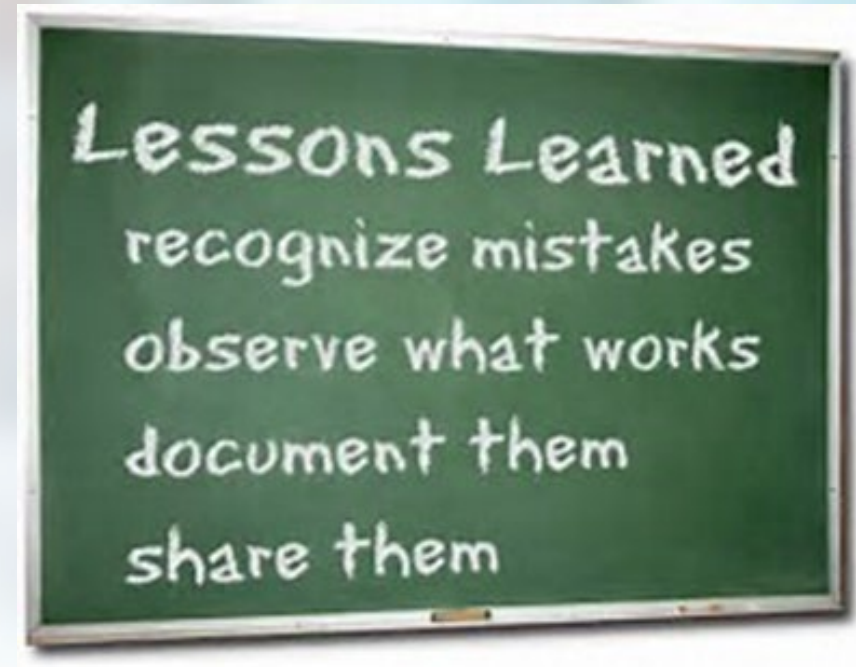 Lessons Learned
recognize mistakes
observe what works
document them
share them